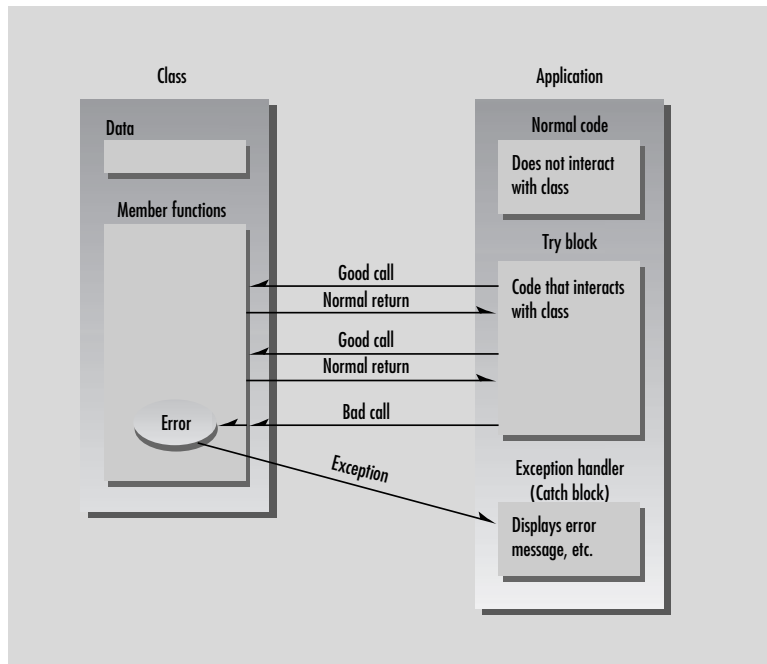 Class
Data
Member functions
Error
Good call
Normal return
Good call
Normal return
Bad call
Exception
Application
Normal code
Does not interact
with class
Try block
Code that interacts
with class
Exception handler
(Catch block)
Displays error
message, etc.